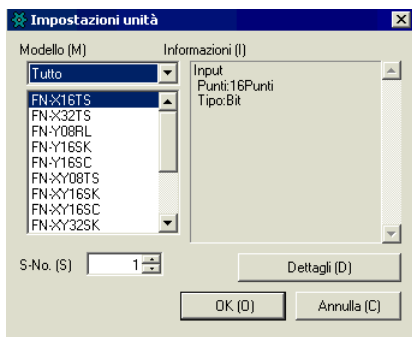 Impostazioni unità
Modello (M)
Informazioni (I)
Tutto
FN-X16TS
FN-X32TS
FN-Y08RL
FN-Y16SK
FN-Y16SC
FN-XY08TS
FN-XY16SK
FN-XY16SC
FN-XY32SK
Input
Punti:16Punti
Tipo:Bit
S-No. (S)
1
Dettagli (D)
OK (O)
Annulla (C)